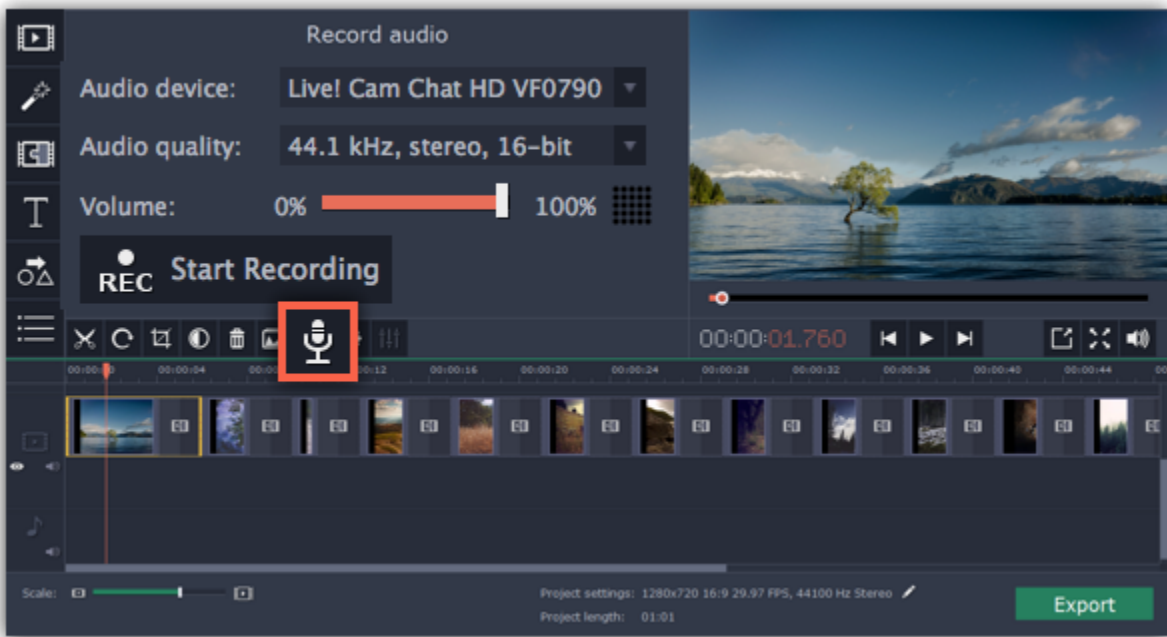 Record audio
Audio device: Live! Cam Chat HD VF0790
Audio quality: 44.1 kHz, stereo, 16-bit
Volume: 0% 100%
REC Start Recording
T
00:00:01.760
00:00:04 :12 00:00:16 00:00:20 00:00:24 00:00:28 00:00:32 00:00:36 00:00:40 00:00:44
Scale:
Project settings: 1280x720 16:9 29.97 FPS, 44100 Hz Stereo
Project length: 01:01
Export